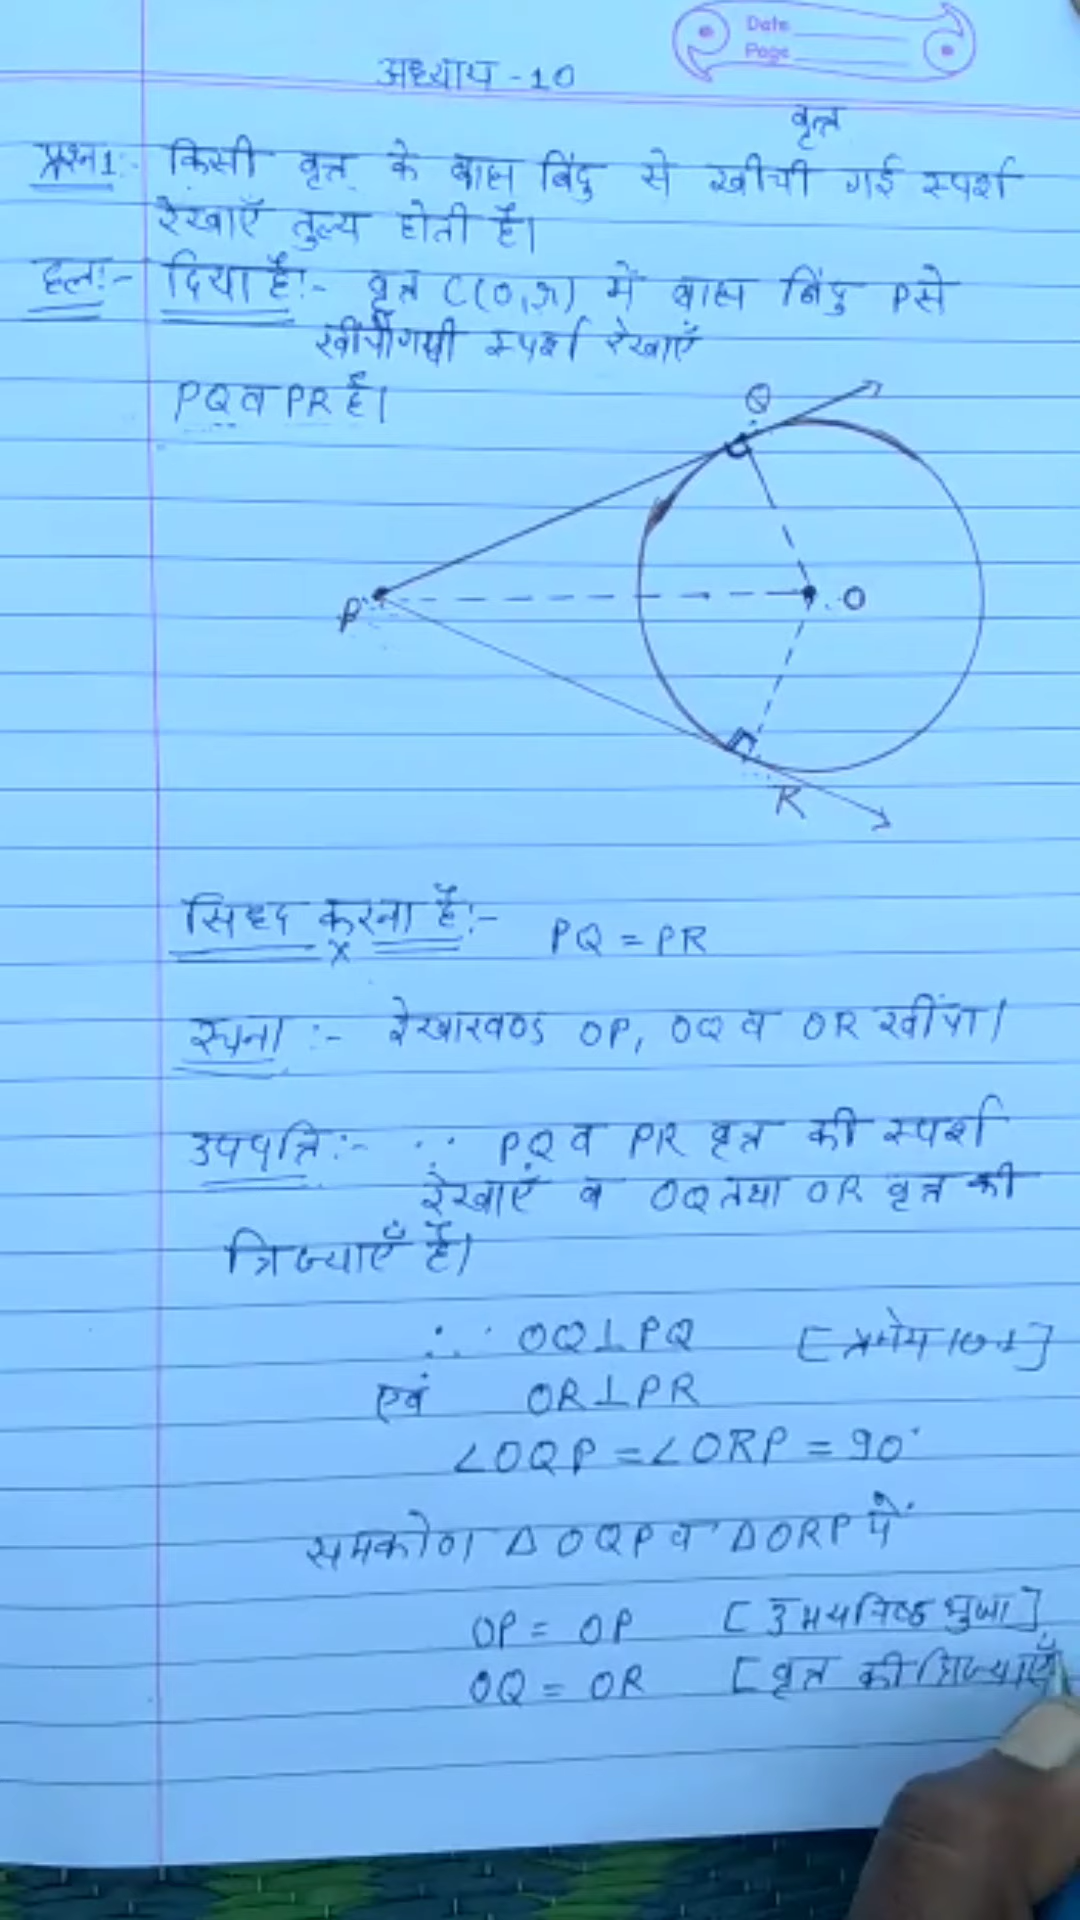 Date
Page
अध्याय - 10
वृत्त
प्रश्न1:- किसी वृत्त के बाह्य बिंदु से खींची गई स्पर्श
रेखाएँ तुल्य होती है।
हल:- दिया है:- वृत्त C(O,r) में बाह्य बिंदु P से
खींची गयी स्पर्श रेखाएँ
PQ व PR है।
Q
P
O
R
सिध्द करना है:- PQ = PR
x
रचना :- रेखाखण्ड OP, OQ व OR खींचा।
उपपत्ति:- ∵ PQ व PR वृत्त की स्पर्श
रेखाएँ व OQ तथा OR वृत्त की
त्रिज्याएँ है।
∴ OQ⊥PQ [प्रमेय 10.1]
एवं OR⊥PR
∠OQP = ∠ORP = 90°
समकोण ΔOQP व ΔORP में
OP = OP [उभयनिष्ठ भुजा]
OQ = OR [वृत्त की त्रिज्याएँ